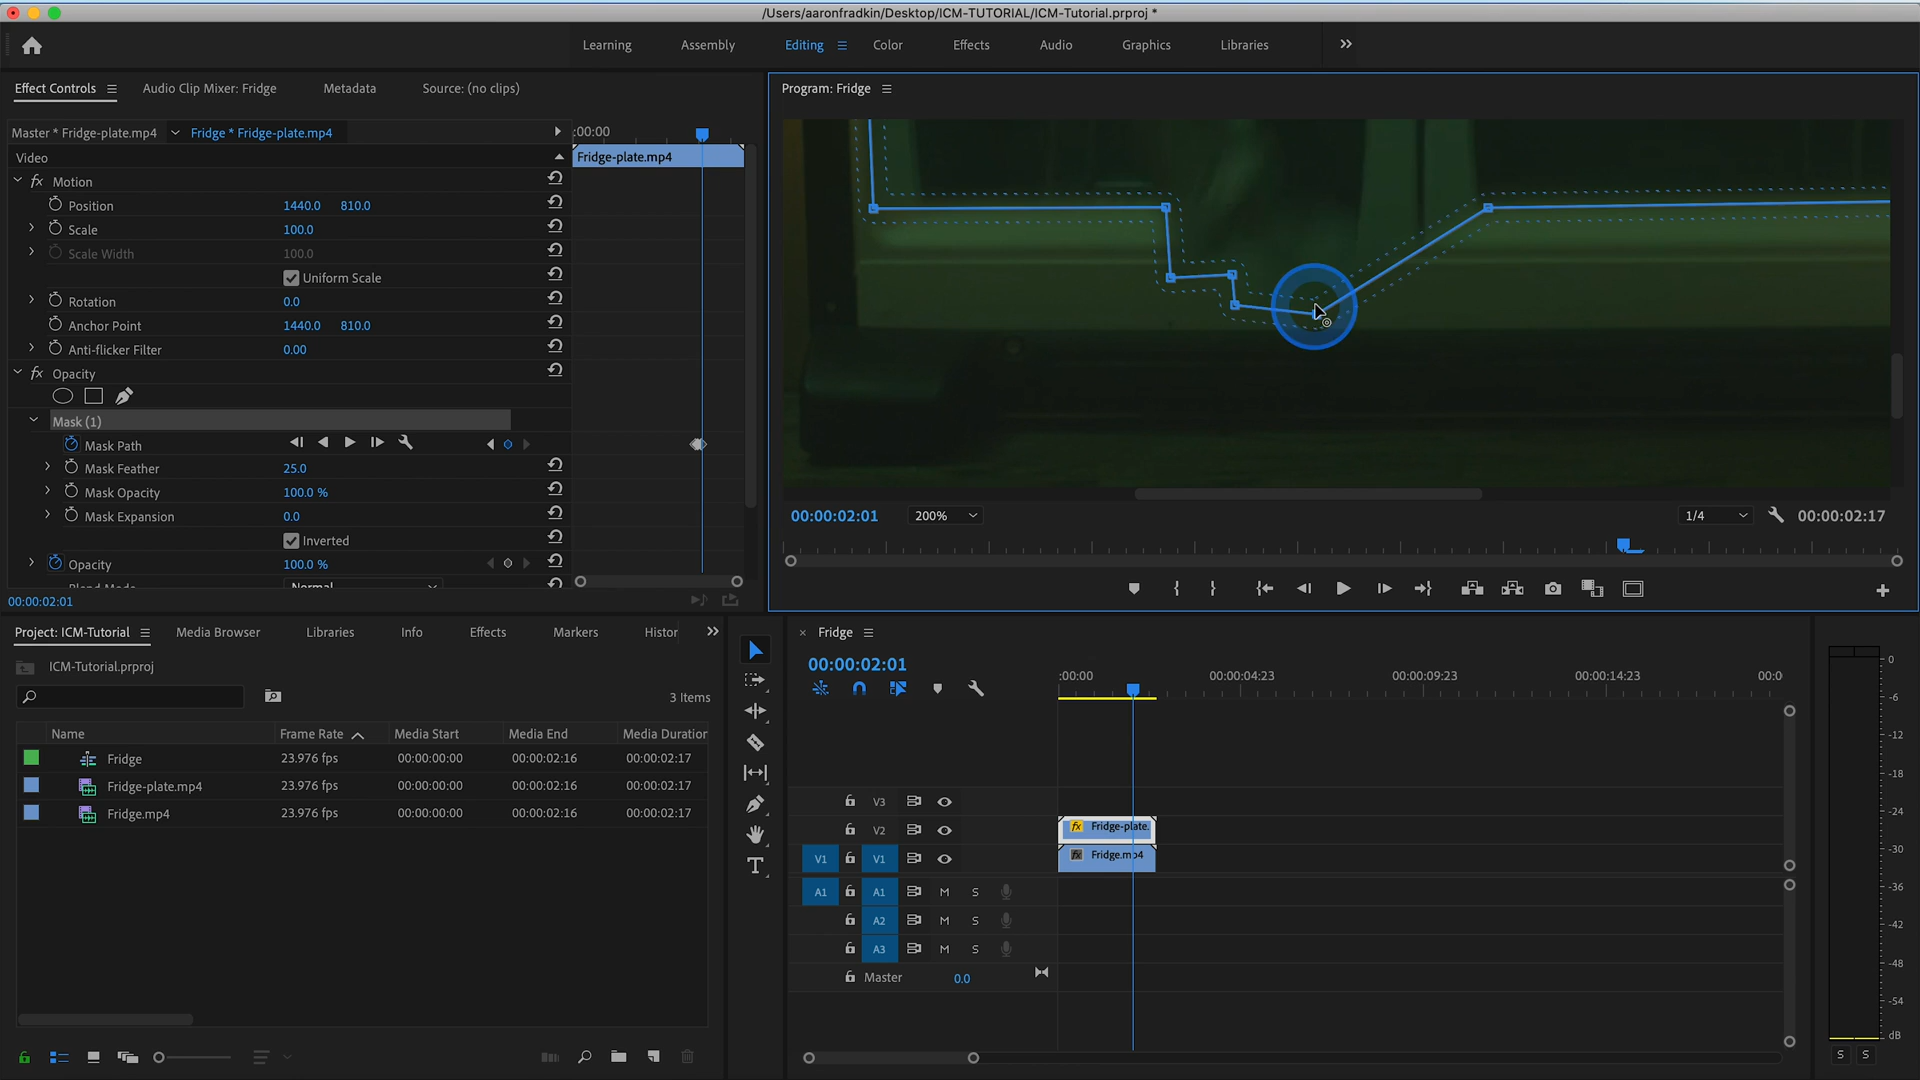 /Users/aaronfradkin/Desktop/ICM-TUTORIAL/ICM-Tutorial.prproj *
Learning Assembly Editing Color Effects Audio Graphics Libraries
Effect Controls Audio Clip Mixer: Fridge Metadata Source: (no clips)
Program: Fridge
Master * Fridge-plate.mp4 Fridge * Fridge-plate.mp4 :00:00
Video Fridge-plate.mp4
fx Motion
Position 1440.0 810.0
Scale 100.0
Scale Width 100.0
Uniform Scale
Rotation 0.0
Anchor Point 1440.0 810.0
Anti-flicker Filter 0.00
fx Opacity
Mask (1)
Mask Path
Mask Feather 25.0
Mask Opacity 100.0 %
Mask Expansion 0.0
Inverted
Opacity 100.0 %
Blend Mode Normal
00:00:02:01
00:00:02:01 200% 1/4 00:00:02:17
Project: ICM-Tutorial Media Browser Libraries Info Effects Markers Histor
ICM-Tutorial.prproj
3 Items
Name Frame Rate Media Start Media End Media Duration
Fridge 23.976 fps 00:00:00:00 00:00:02:16 00:00:02:17
Fridge-plate.mp4 23.976 fps 00:00:00:00 00:00:02:16 00:00:02:17
Fridge.mp4 23.976 fps 00:00:00:00 00:00:02:16 00:00:02:17
Fridge
00:00:02:01
:00:00 00:00:04:23 00:00:09:23 00:00:14:23 00:0
V3
V2 fx Fridge-plate.
V1 V1 fx Fridge.mp4
A1 A1 M S
A2 M S
A3 M S
Master 0.0
T
0
-6
-12
-18
-24
-30
-36
-42
-48
-54
dB
S S